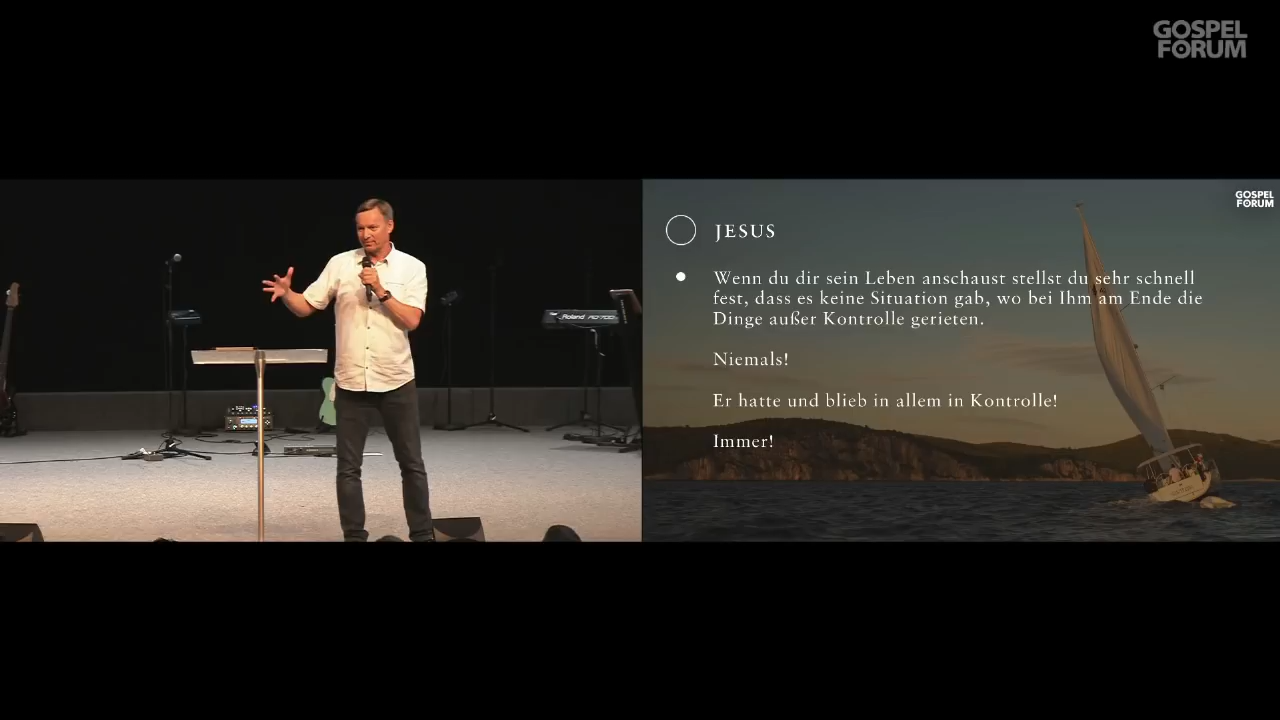 GOSPEL
FORUM
GOSPEL
FORUM
JESUS
Wenn du dir sein Leben anschaust stellst du sehr schnell
fest, dass es keine Situation gab, wo bei Ihm am Ende die
Dinge außer Kontrolle gerieten.
Niemals!
Er hatte und blieb in allem in Kontrolle!
Immer!
Roland